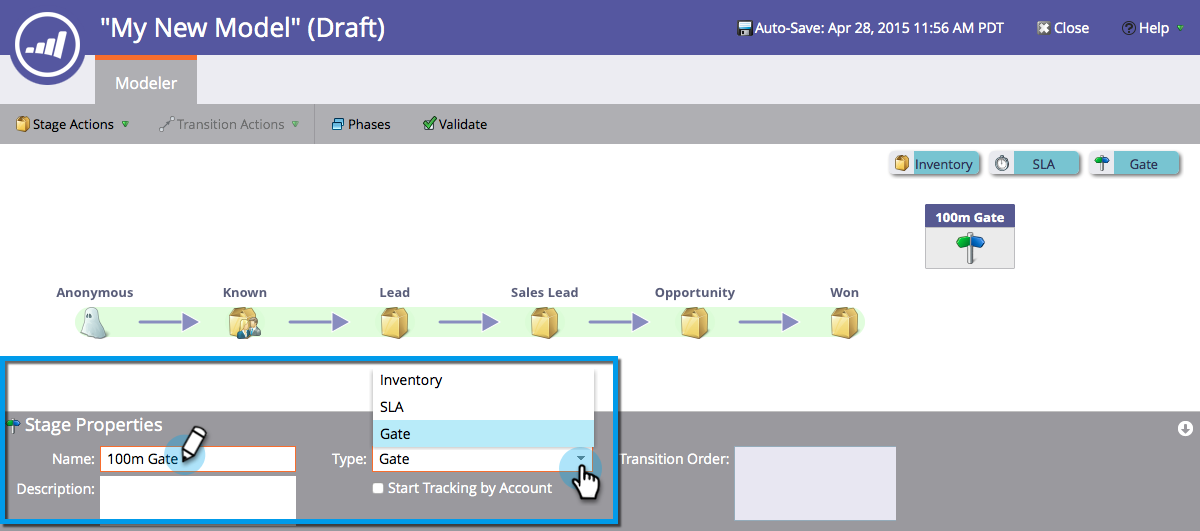 "My New Model" (Draft)
Auto-Save: Apr 28, 2015 11:56 AM PDT
Close
Help
Modeler
Stage Actions
Transition Actions
Phases
Validate
Inventory
SLA
Gate
100m Gate
Anonymous
Known
Lead
Sales Lead
Opportunity
Won
Inventory
SLA
Gate
Stage Properties
Name: 100m Gate
Type: Gate
Transition Order:
Description:
Start Tracking by Account